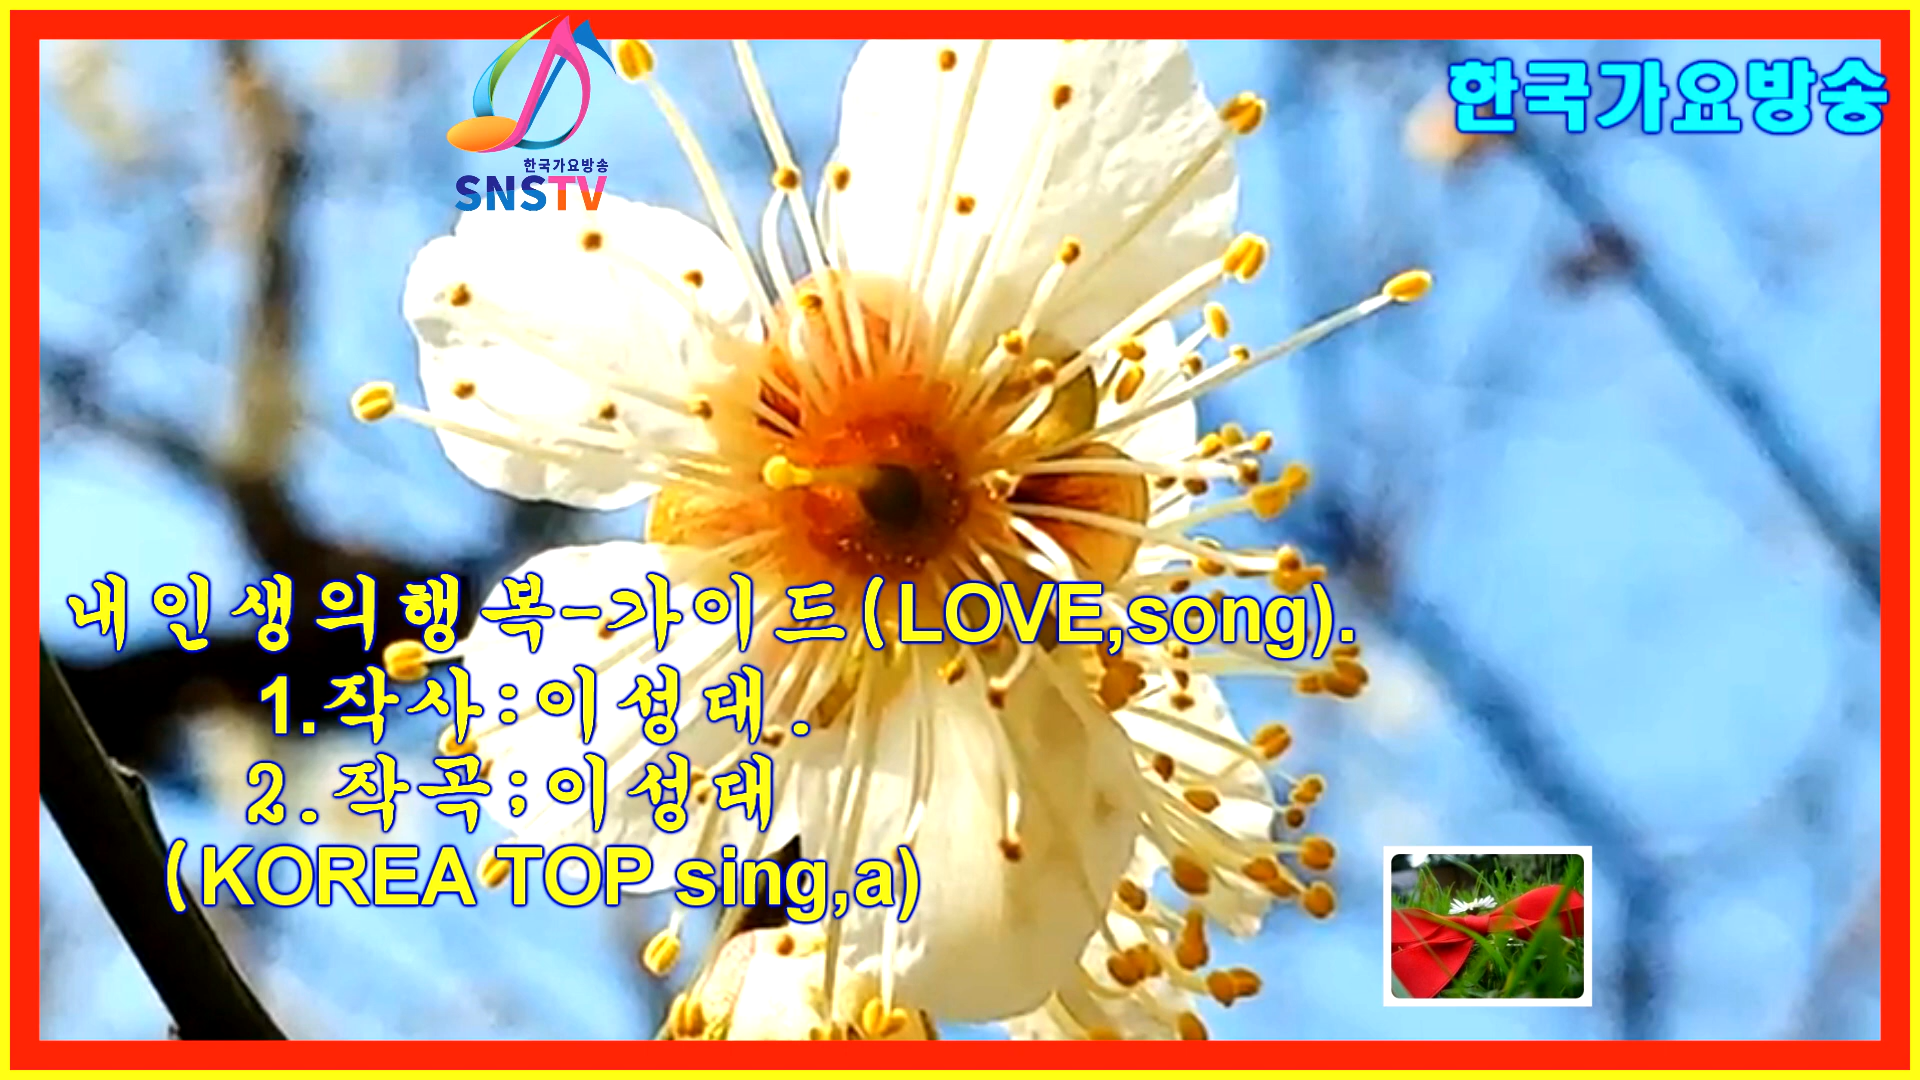 한국가요방송
SNSTV
한국가요방송
내인생의행복-가이드(LOVE,song).
1.작사:이성대.
2.작곡;이성대
(KOREA TOP sing,a)